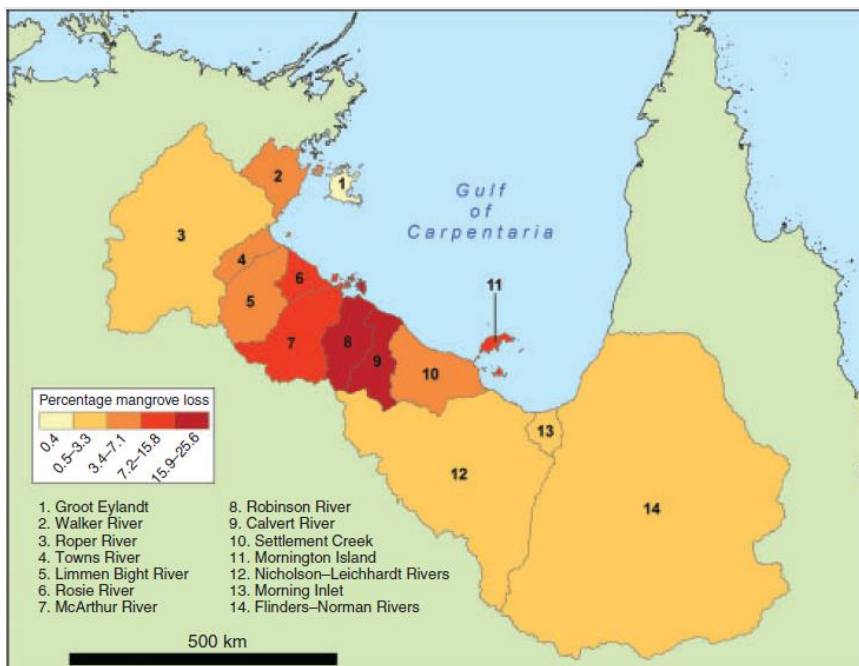 1
2
Gulf
of
Carpentaria
3
4
6
5
11
7
8
9
10
Percentage mangrove loss
0.4
0.5–3.3
3.4–7.1
7.2–15.8
15.9–25.6
13
12
14
1. Groot Eylandt
2. Walker River
3. Roper River
4. Towns River
5. Limmen Bight River
6. Rosie River
7. McArthur River
8. Robinson River
9. Calvert River
10. Settlement Creek
11. Mornington Island
12. Nicholson–Leichhardt Rivers
13. Morning Inlet
14. Flinders–Norman Rivers
500 km